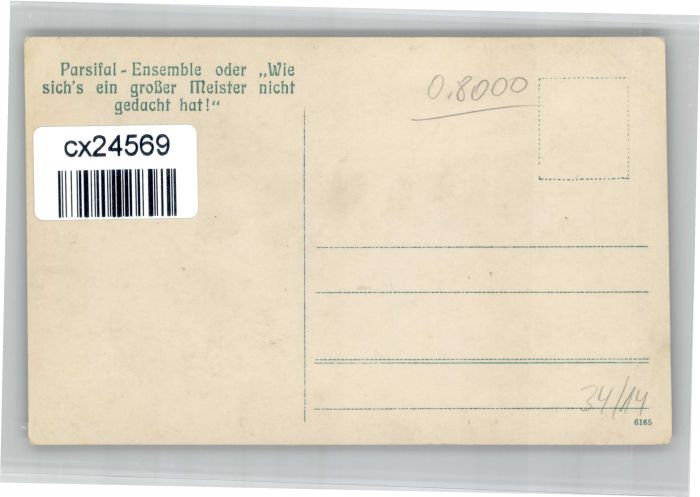 Parsifal - Ensemble oder „Wie
sich's ein großer Meister nicht
gedacht hat!“
cx24569
0.8000
34/14
6165